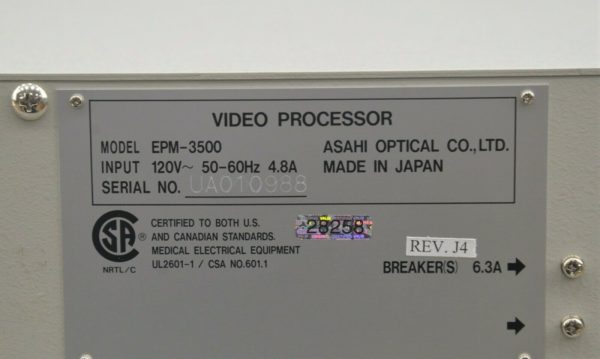 VIDEO PROCESSOR
MODEL EPM-3500 ASAHI OPTICAL CO.,LTD.
INPUT 120V~ 50-60Hz 4.8A MADE IN JAPAN
SERIAL NO. UA010988
CSA ®
NRTL/C
CERTIFIED TO BOTH U.S.
AND CANADIAN STANDARDS.
MEDICAL ELECTRICAL EQUIPMENT
UL2601-1 / CSA NO.601.1
28258
REV. J4
BREAKER(S) 6.3A